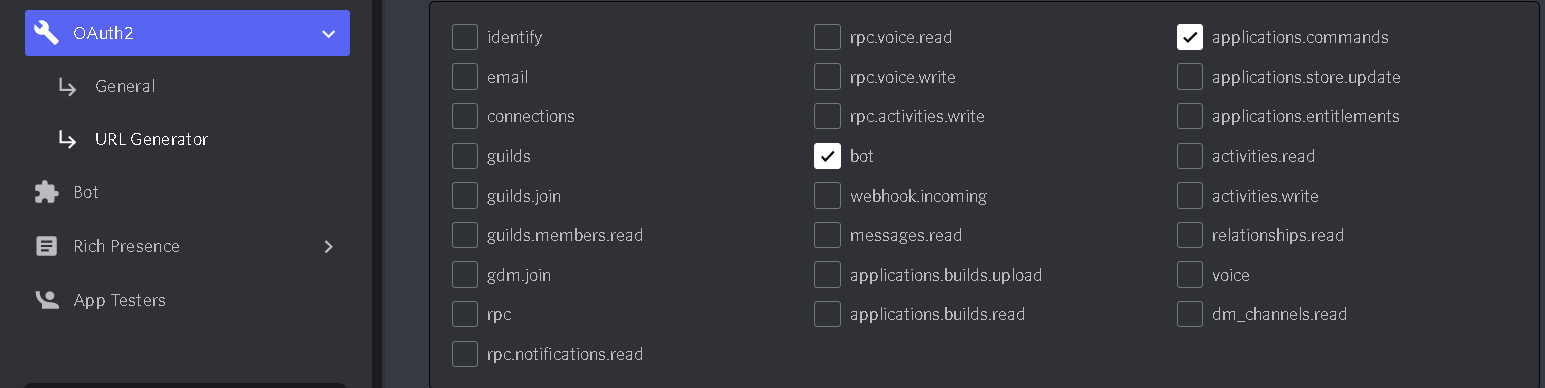 OAuth2
General
URL Generator
Bot
Rich Presence
App Testers
identify
email
connections
guilds
guilds.join
guilds.members.read
gdm.join
rpc
rpc.notifications.read
rpc.voice.read
rpc.voice.write
rpc.activities.write
bot
webhook.incoming
messages.read
applications.builds.upload
applications.builds.read
applications.commands
applications.store.update
applications.entitlements
activities.read
activities.write
relationships.read
voice
dm_channels.read